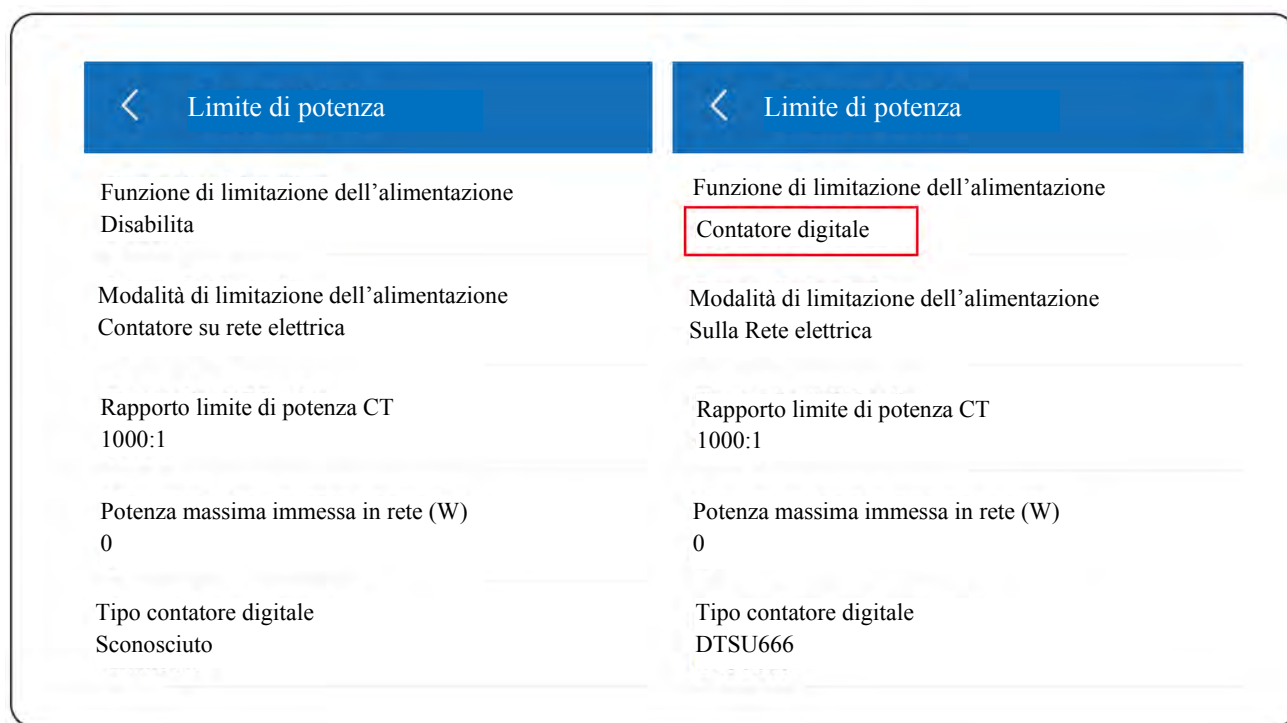 Limite di potenza
Funzione di limitazione dell’alimentazione
Disabilita
Modalità di limitazione dell’alimentazione
Contatore su rete elettrica
Rapporto limite di potenza CT
1000:1
Potenza massima immessa in rete (W)
0
Tipo contatore digitale
Sconosciuto
Limite di potenza
Funzione di limitazione dell’alimentazione
Contatore digitale
Modalità di limitazione dell’alimentazione
Sulla Rete elettrica
Rapporto limite di potenza CT
1000:1
Potenza massima immessa in rete (W)
0
Tipo contatore digitale
DTSU666